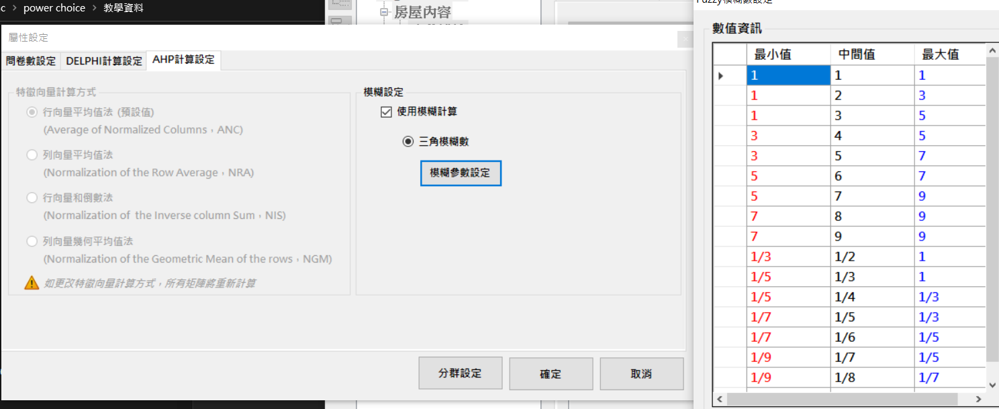 c > power choice > 教學資料
房屋內容
屬性設定
問卷數設定 DELPHI計算設定 AHP計算設定
特徵向量計算方式
行向量平均值法 (預設值)
(Average of Normalized Columns，ANC)
列向量平均值法
(Normalization of the Row Average，NRA)
行向量和倒數法
(Normalization of the Inverse column Sum，NIS)
列向量幾何平均值法
(Normalization of the Geometric Mean of the rows，NGM)
如更改特徵向量計算方式，所有矩陣將重新計算
模糊設定
使用模糊計算
三角模糊數
模糊參數設定
分群設定 確定 取消
Fuzzy模糊數設定
數值資訊
最小值 中間值 最大值
1 1 1
1 2 3
1 3 5
3 4 5
3 5 7
5 6 7
5 7 9
7 8 9
7 9 9
1/3 1/2 1
1/5 1/3 1
1/5 1/4 1/3
1/7 1/5 1/3
1/7 1/6 1/5
1/9 1/7 1/5
1/9 1/8 1/7